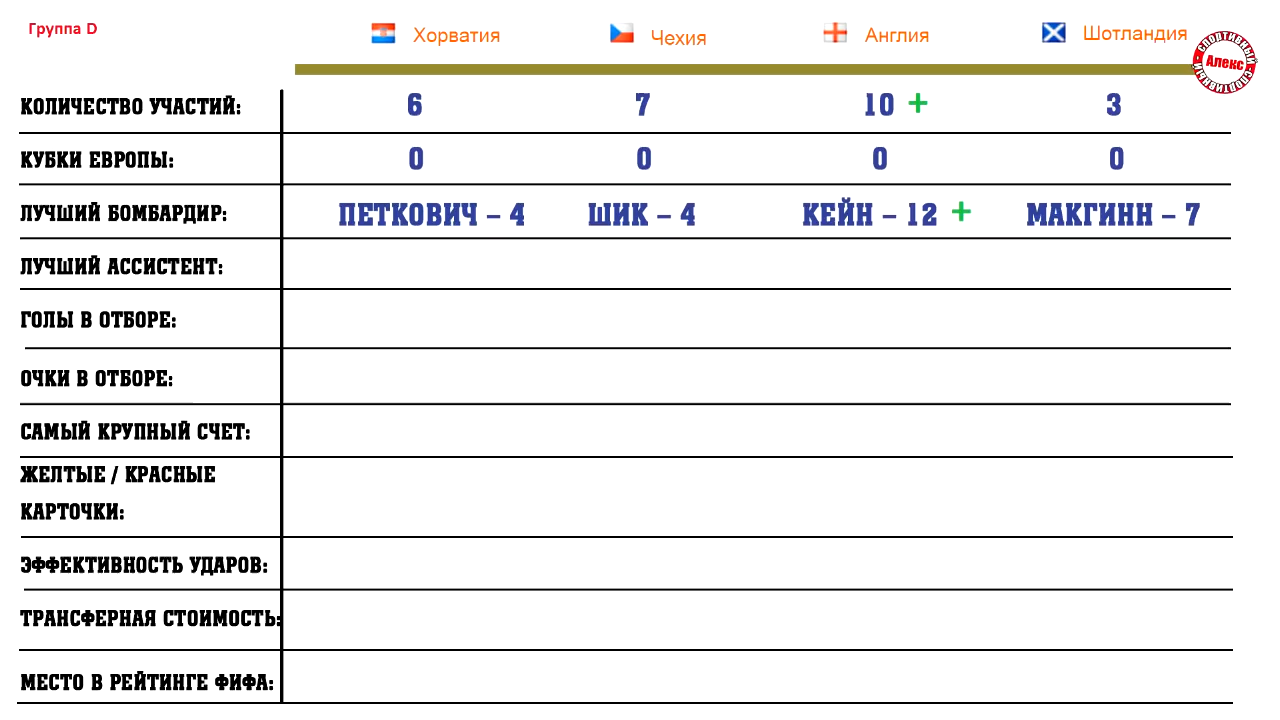 Группа D
Хорватия Чехия Англия Шотландия
СПОРТИВНЫЙ
Алекс
СПОРТИВНЫЙ
КОЛИЧЕСТВО УЧАСТИЙ: 6 7 10 + 3
КУБКИ ЕВРОПЫ: 0 0 0 0
ЛУЧШИЙ БОМБАРДИР: ПЕТКОВИЧ – 4 ШИК – 4 КЕЙН – 12 + МАКГИНН – 7
ЛУЧШИЙ АССИСТЕНТ:
ГОЛЫ В ОТБОРЕ:
ОЧКИ В ОТБОРЕ:
САМЫЙ КРУПНЫЙ СЧЕТ:
ЖЕЛТЫЕ / КРАСНЫЕ
КАРТОЧКИ:
ЭФФЕКТИВНОСТЬ УДАРОВ:
ТРАНСФЕРНАЯ СТОИМОСТЬ:
МЕСТО В РЕЙТИНГЕ ФИФА: